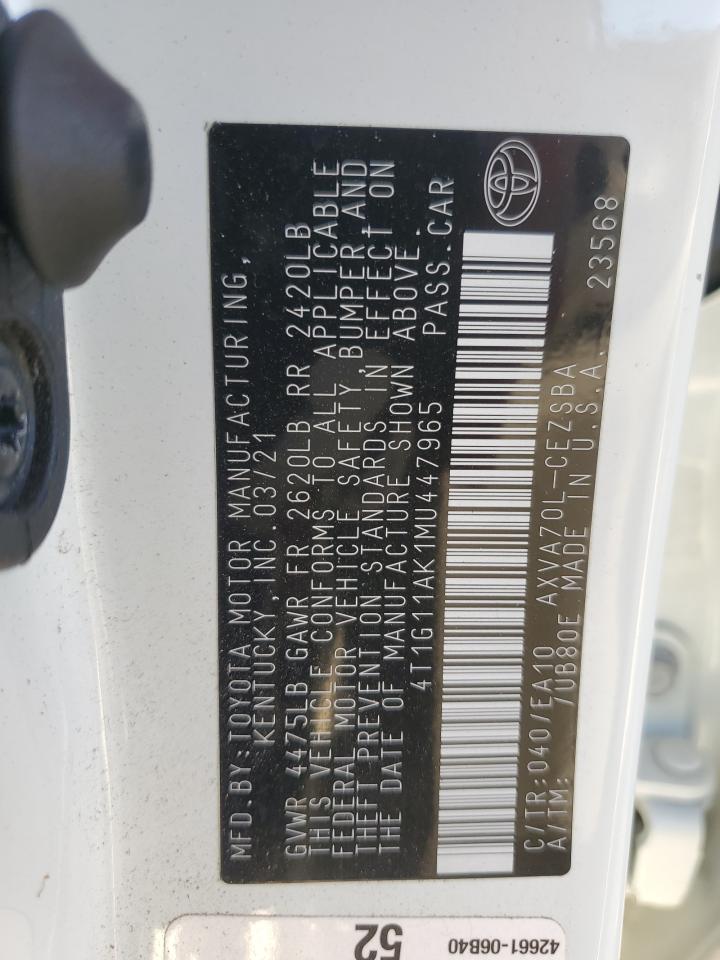 MFD.BY:TOYOTA MOTOR MANUFACTURING,
KENTUCKY,INC.03/21
GVWR 4475LB GAWR FR 2620LB RR 2420LB
THIS VEHICLE CONFORMS TO ALL APPLICABLE
FEDERAL MOTOR VEHICLE SAFETY,BUMPER,AND
THEFT PREVENTION STANDARDS IN EFFECT ON
THE DATE OF MANUFACTURE SHOWN ABOVE.
4T1G11AK1MU447965 PASS.CAR
C/TR:040/EA10 AXVA70L-CEZSBA 23568
A/TM: /UB80E MADE IN U.S.A.
52
42661-06B40